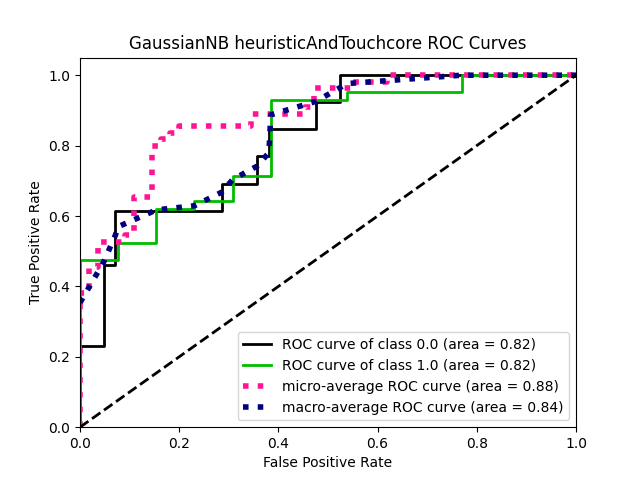 GaussianNB heuristicAndTouchcore ROC Curves
1.0
0.8
0.6
0.4
0.2
0.0
True Positive Rate
ROC curve of class 0.0 (area = 0.82)
ROC curve of class 1.0 (area = 0.82)
micro-average ROC curve (area = 0.88)
macro-average ROC curve (area = 0.84)
0.0 0.2 0.4 0.6 0.8 1.0
False Positive Rate